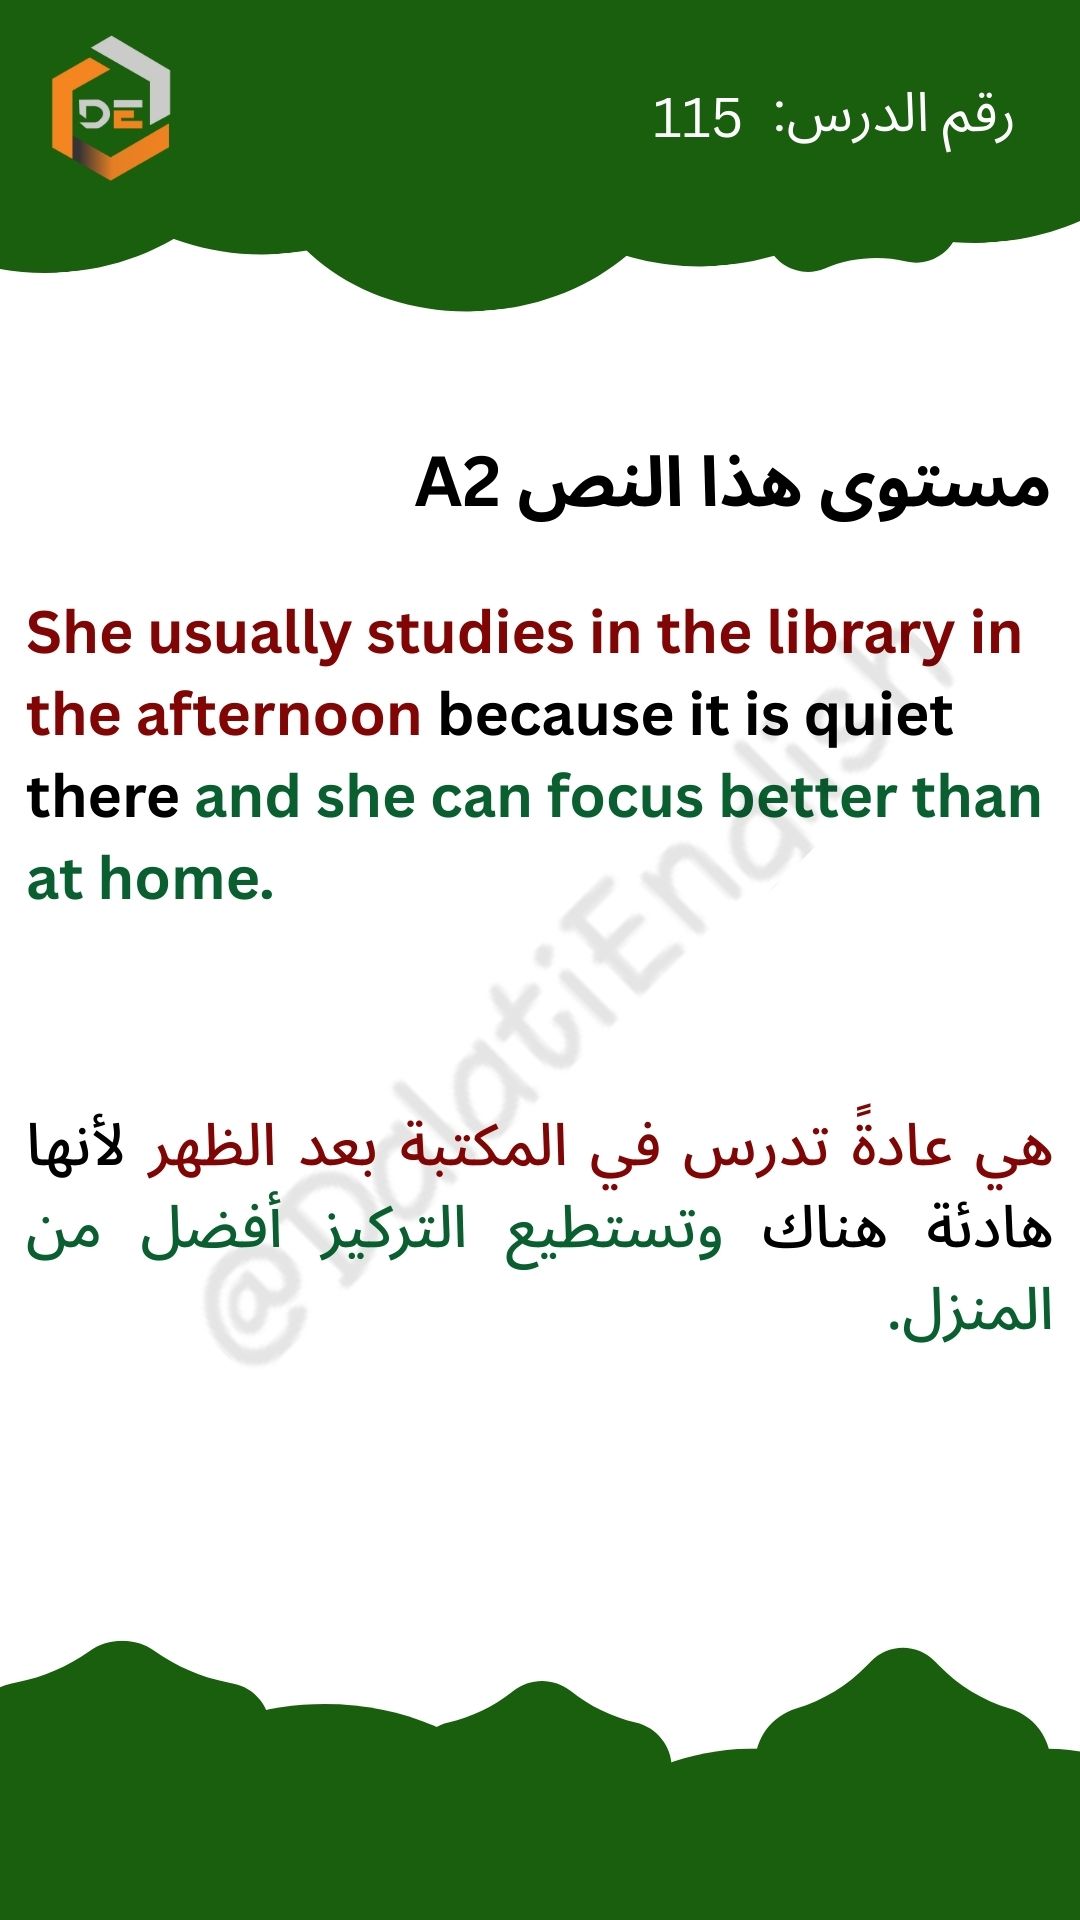 DE
رقم الدرس: 115
مستوى هذا النص A2
She usually studies in the library in
the afternoon because it is quiet
there and she can focus better than
at home.
@DalatiEnglish
هي عادةً تدرس في المكتبة بعد الظهر لأنها
هادئة هناك وتستطيع التركيز أفضل من
المنزل.